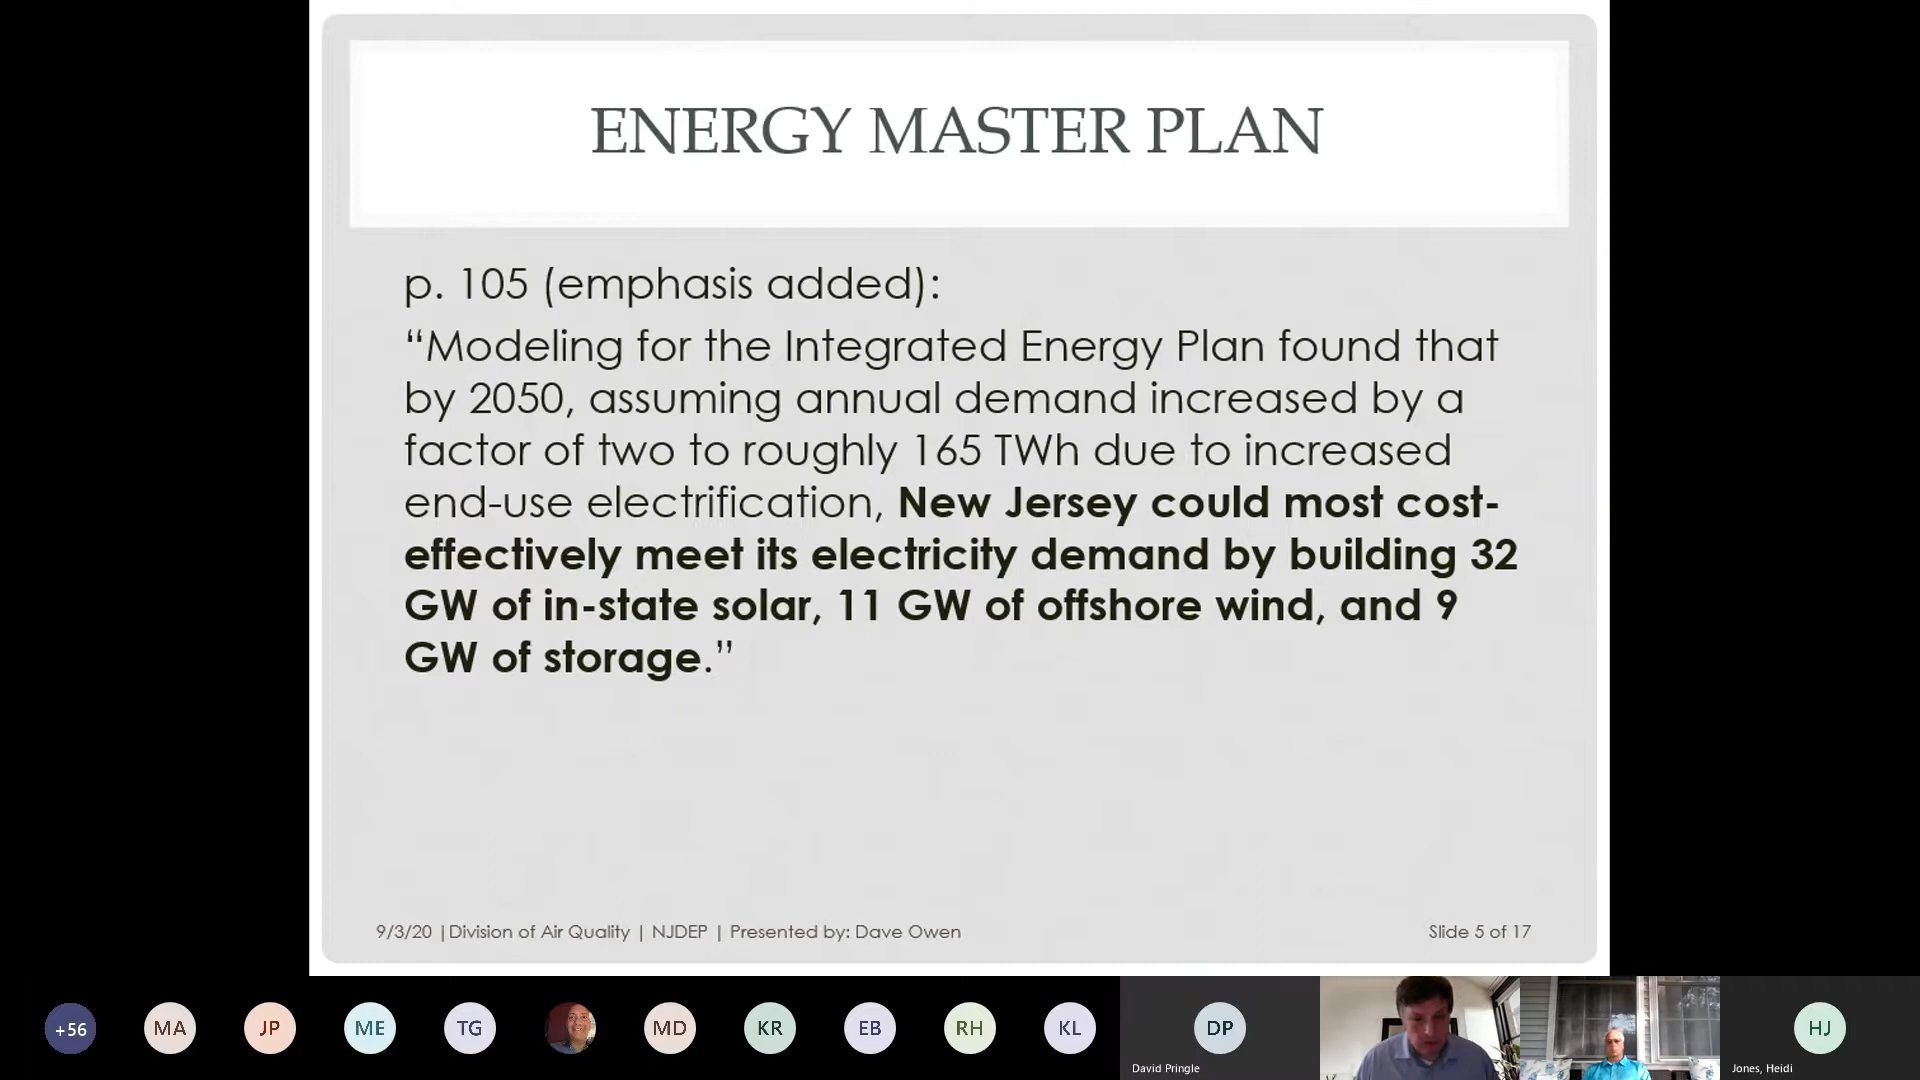 ENERGY MASTER PLAN
p. 105 (emphasis added):
“Modeling for the Integrated Energy Plan found that
by 2050, assuming annual demand increased by a
factor of two to roughly 165 TWh due to increased
end-use electrification, New Jersey could most cost-
effectively meet its electricity demand by building 32
GW of in-state solar, 11 GW of offshore wind, and 9
GW of storage.”
9/3/20 |Division of Air Quality | NJDEP | Presented by: Dave Owen
Slide 5 of 17
+56
MA
JP
ME
TG
MD
KR
EB
RH
KL
DP
David Pringle
HJ
Jones, Heidi